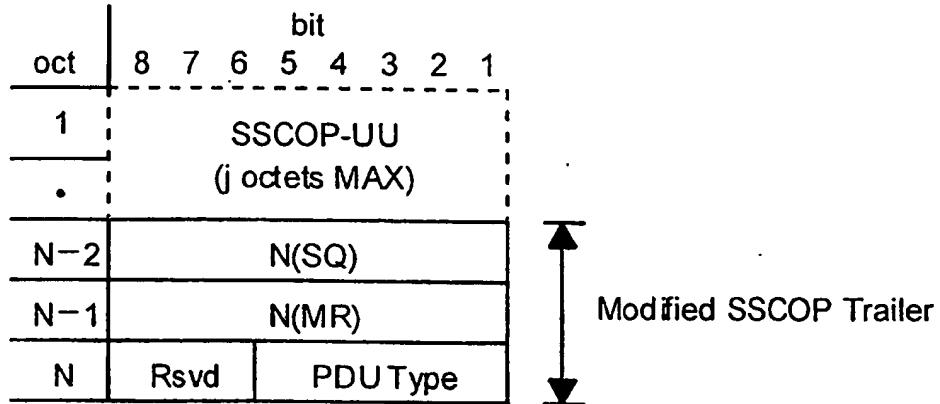 bit
oct 8 7 6 5 4 3 2 1
1 SSCOP-UU
(j octets MAX)
•
N−2 N(SQ)
N−1 N(MR) Modified SSCOP Trailer
N Rsvd PDU Type